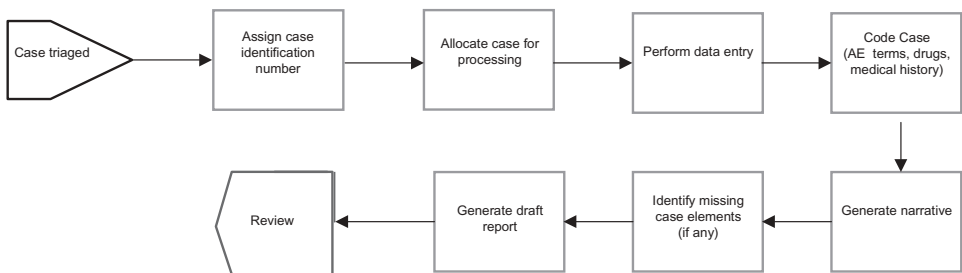 Case triaged
Assign case
identification
number
Allocate case for
processing
Perform data entry
Code Case
(AE terms, drugs,
medical history)
Generate narrative
Identify missing
case elements
(if any)
Generate draft
report
Review